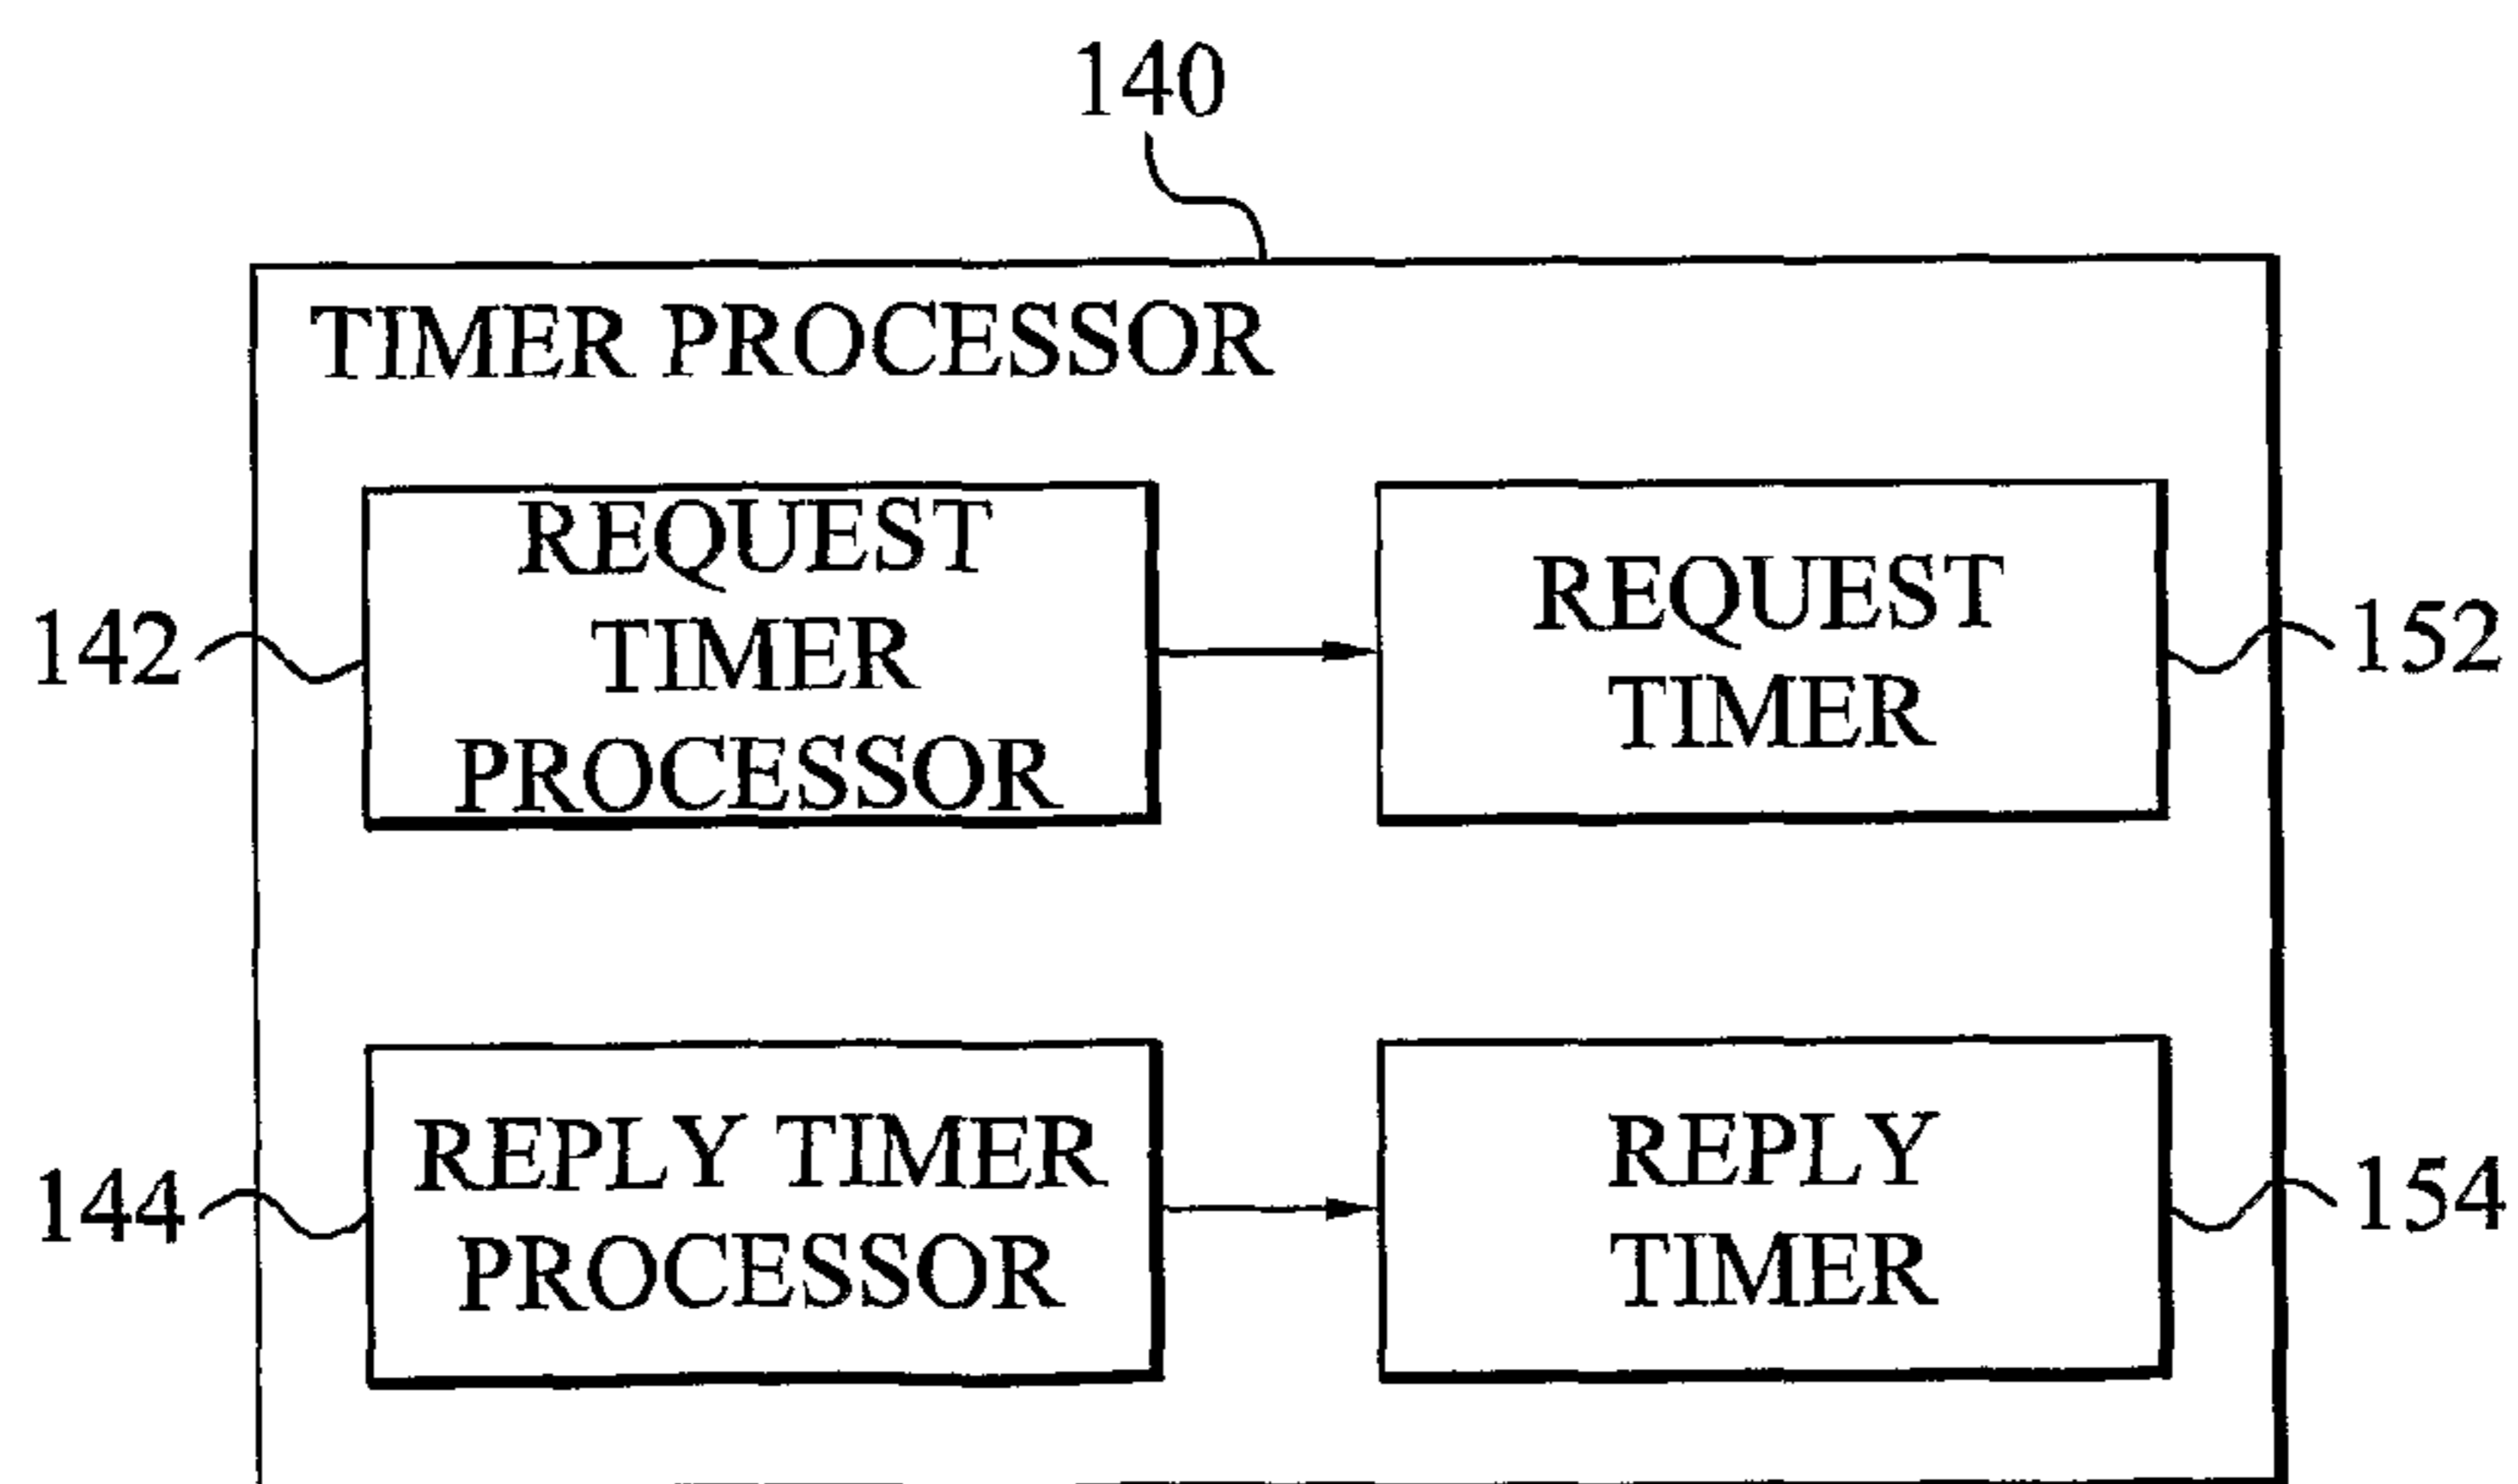 140
TIMER PROCESSOR
REQUEST
TIMER
PROCESSOR
REQUEST
TIMER
142
152
REPLY TIMER
PROCESSOR
REPLY
TIMER
144
154